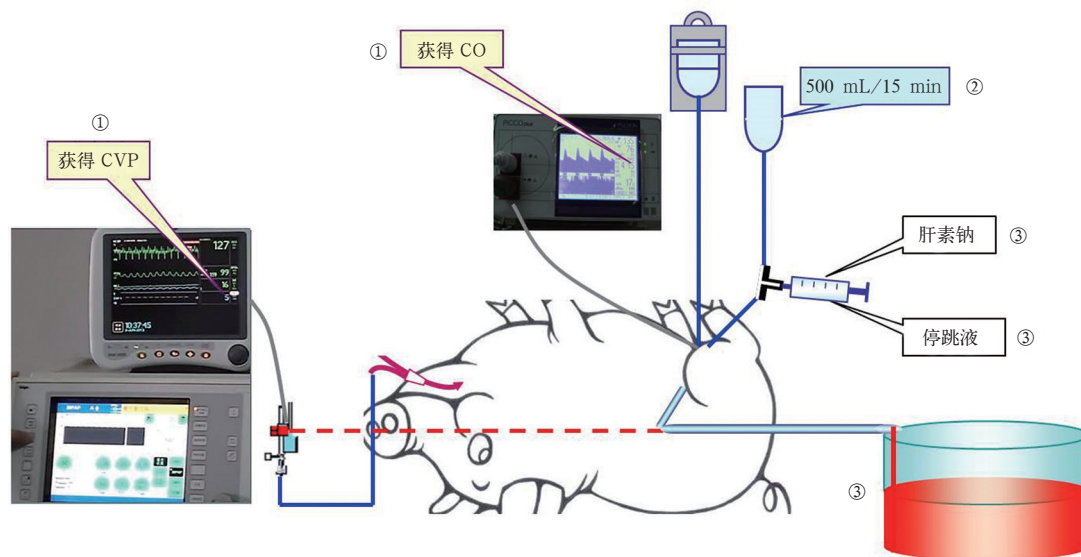 ① 获得 CO
500 mL/15 min ②
①
获得 CVP
PiCCOplus
127
99
16
5
10:37:45
肝素钠 ③
停跳液 ③
③